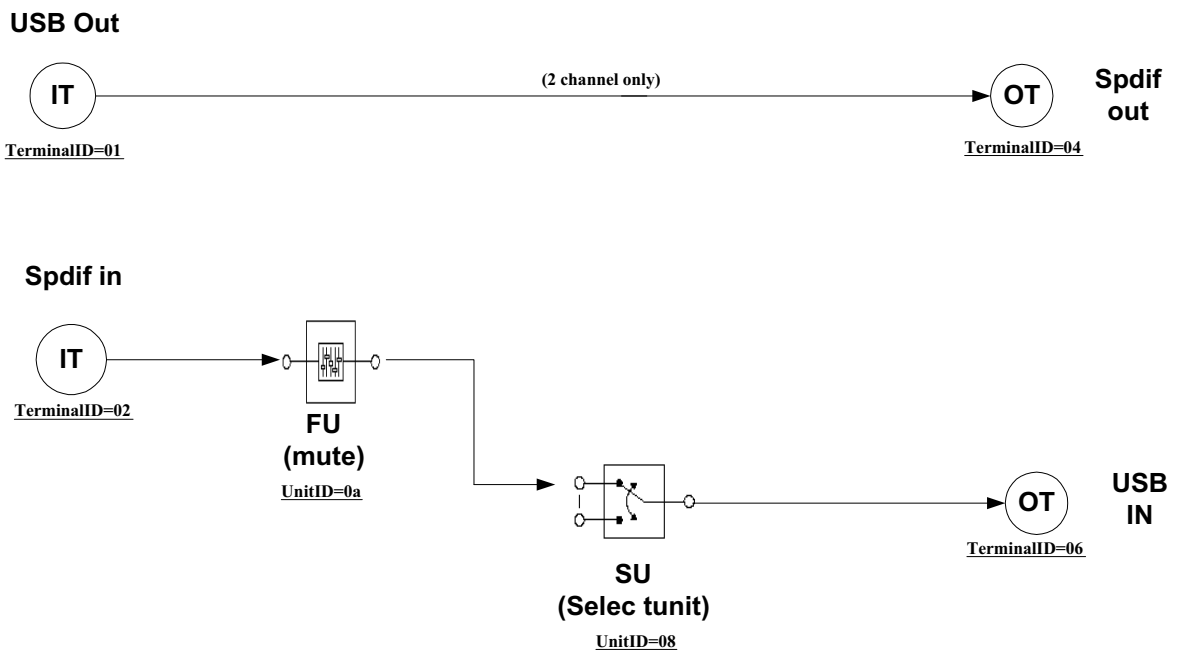 USB Out
IT
(2 channel only)
OT
Spdif
out
TerminalID=01
TerminalID=04
Spdif in
IT
TerminalID=02
FU
(mute)
UnitID=0a
OT
USB
IN
TerminalID=06
SU
(Selec tunit)
UnitID=08